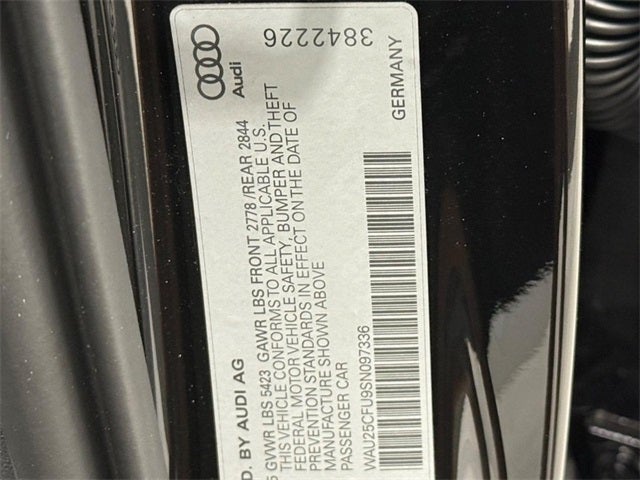 Audi
3842226
D. BY AUDI AG
5 GVWR LBS 5423 GAWR LBS FRONT 2778 /REAR 2844
THIS VEHICLE CONFORMS TO ALL APPLICABLE U.S.
FEDERAL MOTOR VEHICLE SAFETY, BUMPER AND THEFT
PREVENTION STANDARDS IN EFFECT ON THE DATE OF
MANUFACTURE SHOWN ABOVE
PASSENGER CAR
WAU25CFU9SN097336
GERMANY